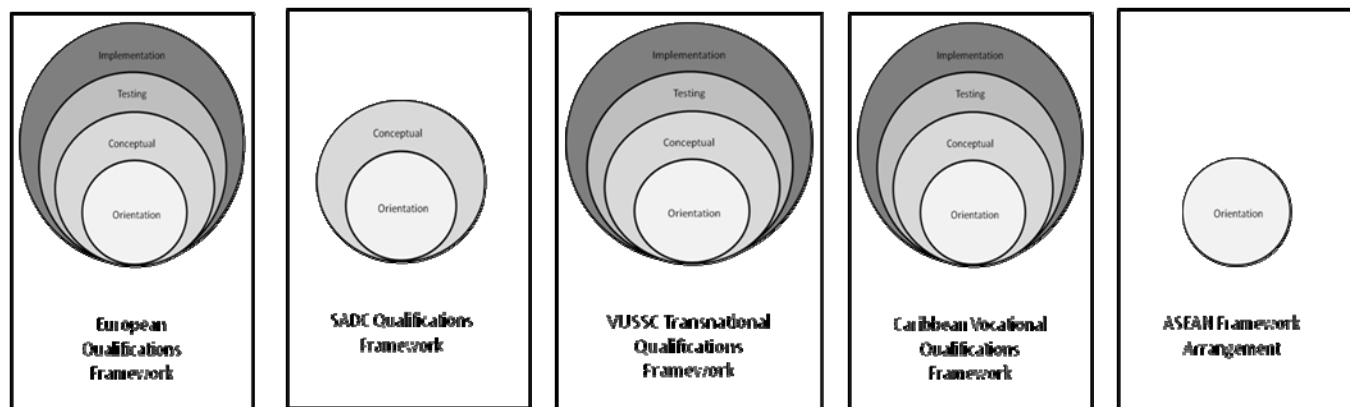 Implementation
Testing
Conceptual
Orientation
European
Qualifications
Framework
Conceptual
Orientation
SADC Qualifications
Framework
Implementation
Testing
Conceptual
Orientation
VUSSC Transnational
Qualifications
Framework
Implementation
Testing
Conceptual
Orientation
Caribbean Vocational
Qualifications
Framework
Orientation
ASEAN Framework
Arrangement